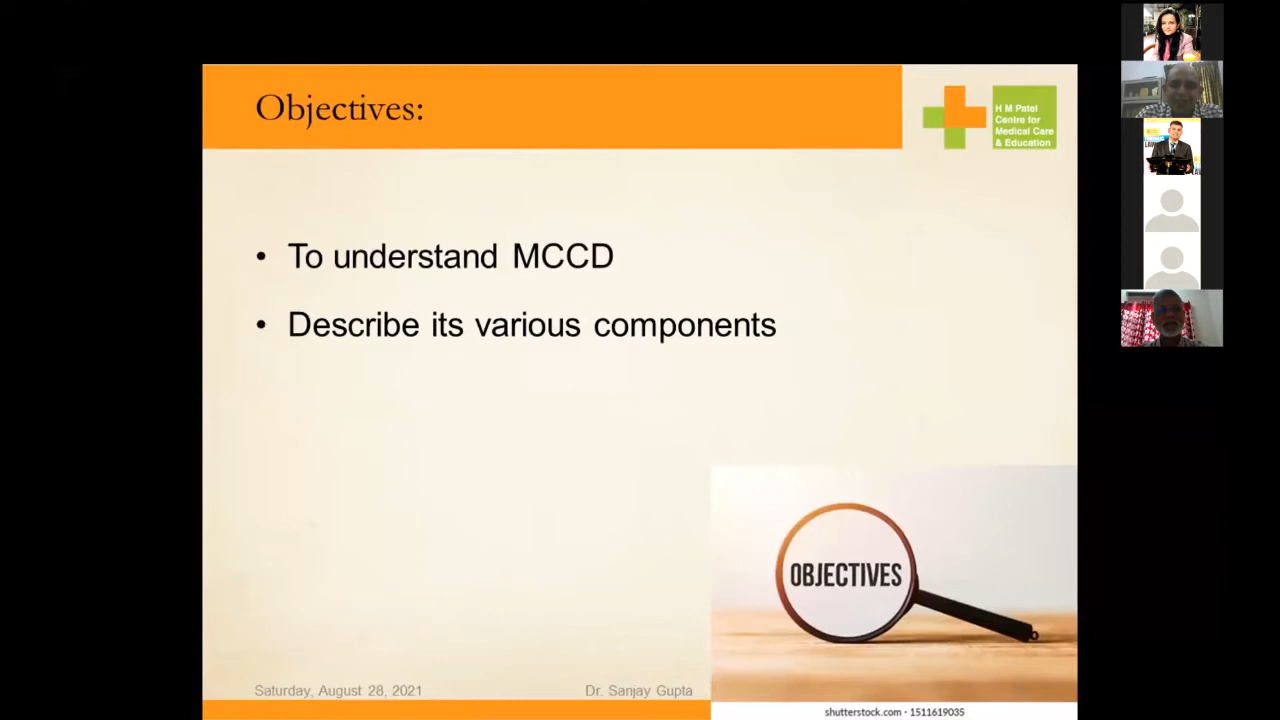 Objectives:
H M Patel
Centre for
Medical Care
& Education
• To understand MCCD
• Describe its various components
OBJECTIVES
Saturday, August 28, 2021
Dr. Sanjay Gupta
shutterstock.com · 1511619035